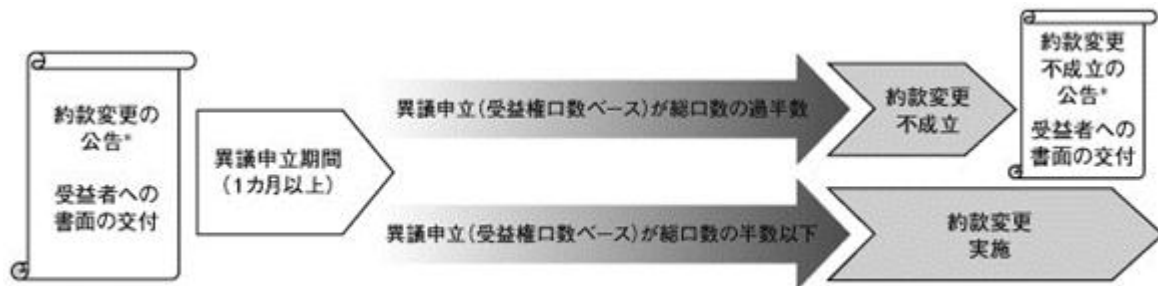 約款変更の
公告*
受益者への
書面の交付
異議申立期間
(1カ月以上)
異議申立(受益権口数ベース)が総口数の過半数
約款変更
不成立
約款変更
不成立の
公告*
受益者への
書面の交付
異議申立(受益権口数ベース)が総口数の半数以下
約款変更
実施